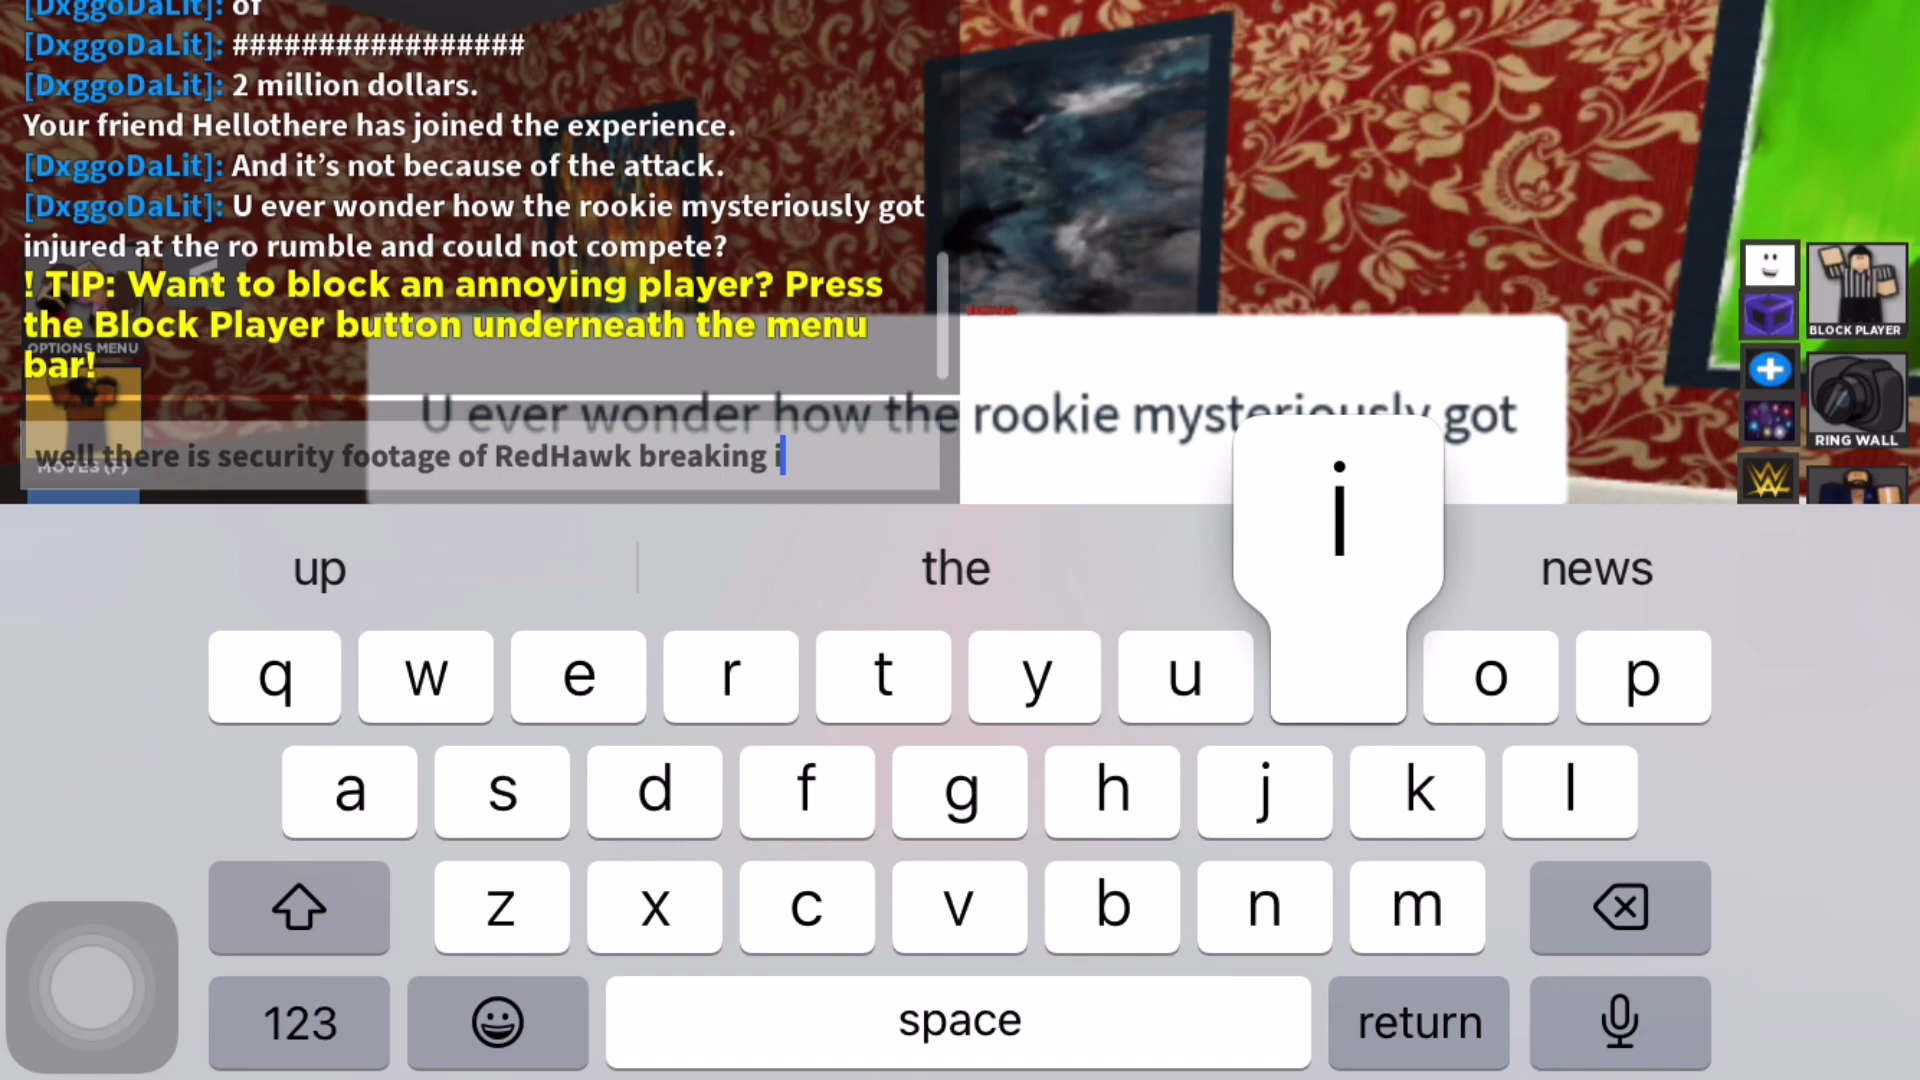 [DxggoDaLit]: of
[DxggoDaLit]: #################
[DxggoDaLit]: 2 million dollars.
Your friend Hellothere has joined the experience.
[DxggoDaLit]: And it’s not because of the attack.
[DxggoDaLit]: U ever wonder how the rookie mysteriously got
injured at the ro rumble and could not compete?
! TIP: Want to block an annoying player? Press
the Block Player button underneath the menu
bar!
OPTIONS MENU
BLOCK PLAYER
U ever wonder how the rookie mysteriously got
well there is security footage of RedHawk breaking i
MOVES (F)
RING WALL
i
up the news
q w e r t y u o p
a s d f g h j k l
z x c v b n m
123 space return